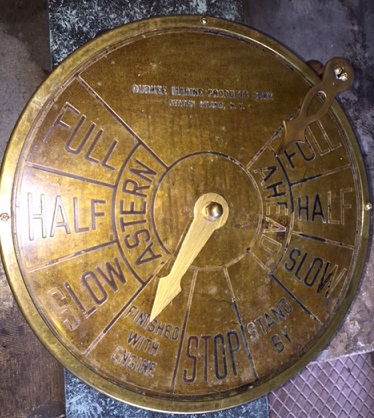 FULL
HALF
SLOW
ASTERN
FINISHED
WITH
ENGINE
STOP
STAND
BY
AHEAD
FULL
HALF
SLOW